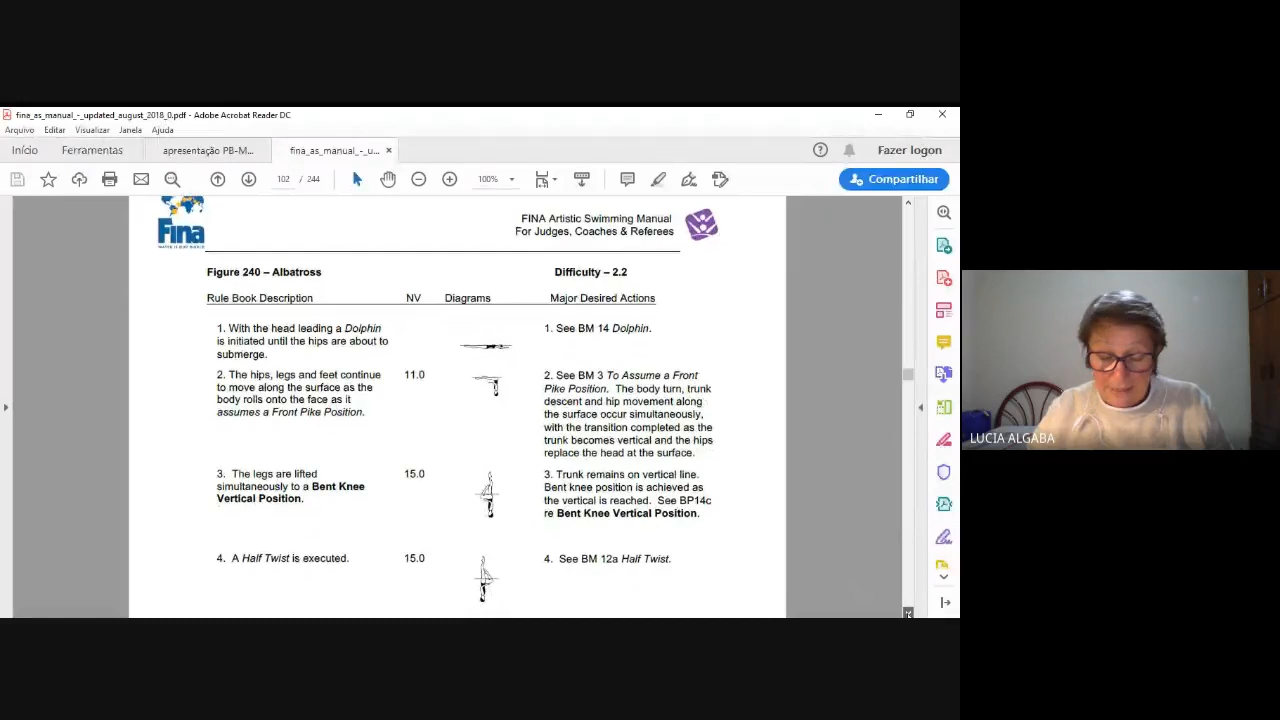 fina_as_manual_-_updated_august_2018_0.pdf - Adobe Acrobat Reader DC
Arquivo Editar Visualizar Janela Ajuda
Início Ferramentas apresentação PB-M... fina_as_manual_-_u... Fazer logon
102 / 244 100% Compartilhar
Fina
FINA Artistic Swimming Manual
For Judges, Coaches & Referees
Figure 240 – Albatross Difficulty – 2.2
Rule Book Description NV Diagrams Major Desired Actions
1. With the head leading a Dolphin
is initiated until the hips are about to
submerge.
1. See BM 14 Dolphin.
2. The hips, legs and feet continue
to move along the surface as the
body rolls onto the face as it
assumes a Front Pike Position.
11.0
2. See BM 3 To Assume a Front
Pike Position. The body turn, trunk
descent and hip movement along
the surface occur simultaneously,
with the transition completed as the
trunk becomes vertical and the hips
replace the head at the surface.
3. The legs are lifted
simultaneously to a Bent Knee
Vertical Position.
15.0
3. Trunk remains on vertical line.
Bent knee position is achieved as
the vertical is reached. See BP14c
re Bent Knee Vertical Position.
4. A Half Twist is executed.
15.0
4. See BM 12a Half Twist.
LUCIA ALGABA